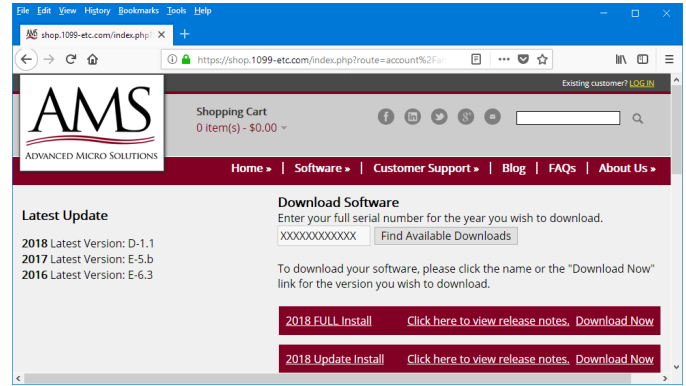 File Edit View History Bookmarks Tools Help
shop.1099-etc.com/index.php?
https://shop.1099-etc.com/index.php?route=account%2Far
Existing customer? LOG IN
AMS
ADVANCED MICRO SOLUTIONS
Shopping Cart
0 item(s) - $0.00
Home » | Software » | Customer Support » | Blog | FAQs | About Us »
Latest Update
2018 Latest Version: D-1.1
2017 Latest Version: E-5.b
2016 Latest Version: E-6.3
Download Software
Enter your full serial number for the year you wish to download.
XXXXXXXXXXXX Find Available Downloads
To download your software, please click the name or the "Download Now"
link for the version you wish to download.
2018 FULL Install Click here to view release notes. Download Now
2018 Update Install Click here to view release notes. Download Now